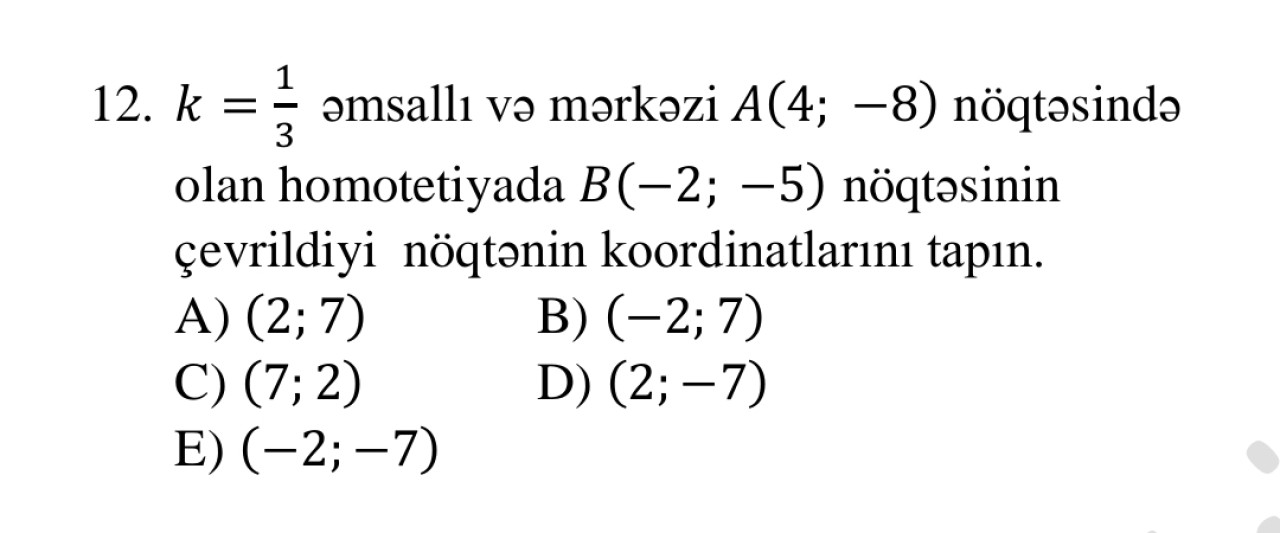 12. k = 1/3 əmsallı və mərkəzi A(4; −8) nöqtəsində
olan homotetiyada B(−2; −5) nöqtəsinin
çevrildiyi nöqtənin koordinatlarını tapın.
A) (2; 7) B) (−2; 7)
C) (7; 2) D) (2; −7)
E) (−2; −7)